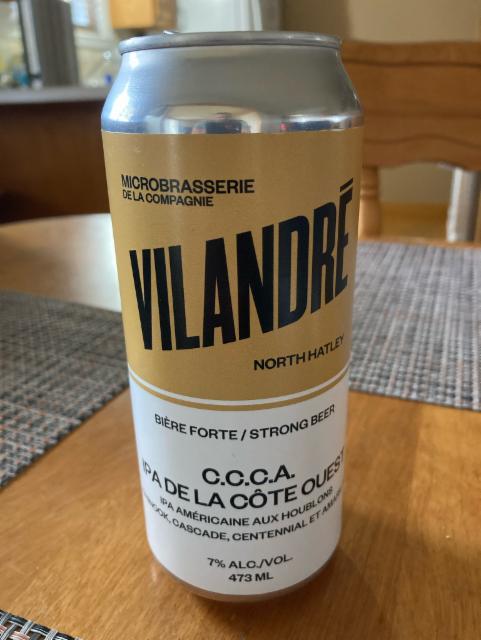 MICROBRASSERIE
DE LA COMPAGNIE
VILANDRÉ
NORTH HATLEY
BIÈRE FORTE / STRONG BEER
C.C.C.A.
IPA DE LA CÔTE OUEST
IPA AMÉRICAINE AUX HOUBLONS
CASCADE, CENTENNIAL ET
7% ALC./VOL.
473 ML